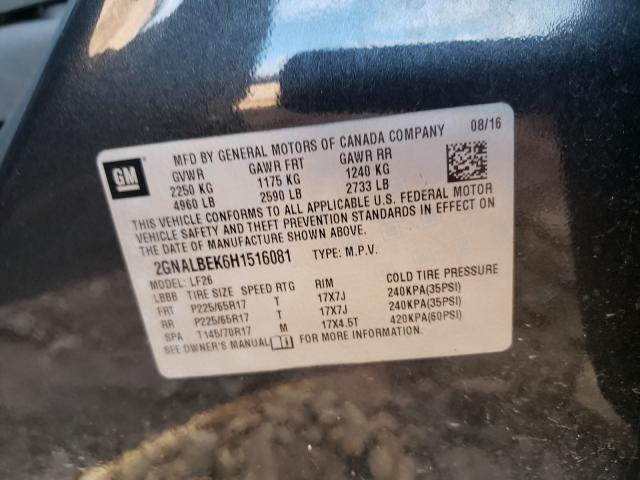 GM
MFD BY GENERAL MOTORS OF CANADA COMPANY 08/16
GVWR GAWR FRT GAWR RR
2250 KG 1175 KG 1240 KG
4960 LB 2590 LB 2733 LB
THIS VEHICLE CONFORMS TO ALL APPLICABLE U.S. FEDERAL MOTOR
VEHICLE SAFETY AND THEFT PREVENTION STANDARDS IN EFFECT ON
THE DATE OF MANUFACTURE SHOWN ABOVE.
2GNALBEK6H1516081 TYPE: M.P.V.
MODEL: LF26
LBBB TIRE SIZE SPEED RTG RIM COLD TIRE PRESSURE
FRT P225/65R17 T 17X7J 240KPA(35PSI)
RR P225/65R17 T 17X7J 240KPA(35PSI)
SPA T145/70R17 M 17X4.5T 420KPA(60PSI)
SEE OWNER'S MANUAL FOR MORE INFORMATION.